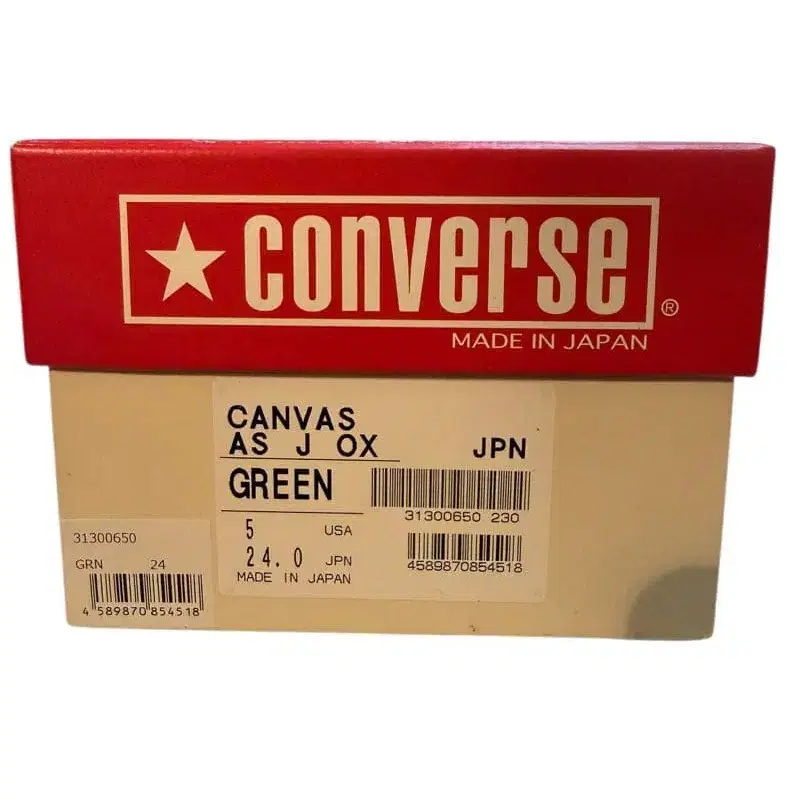 CONVERSE ®
MADE IN JAPAN
CANVAS
AS J OX JPN
GREEN
31300650 230
5 USA
24.0 JPN
4589870854518
MADE IN JAPAN
31300650
GRN 24
4 589870 854518